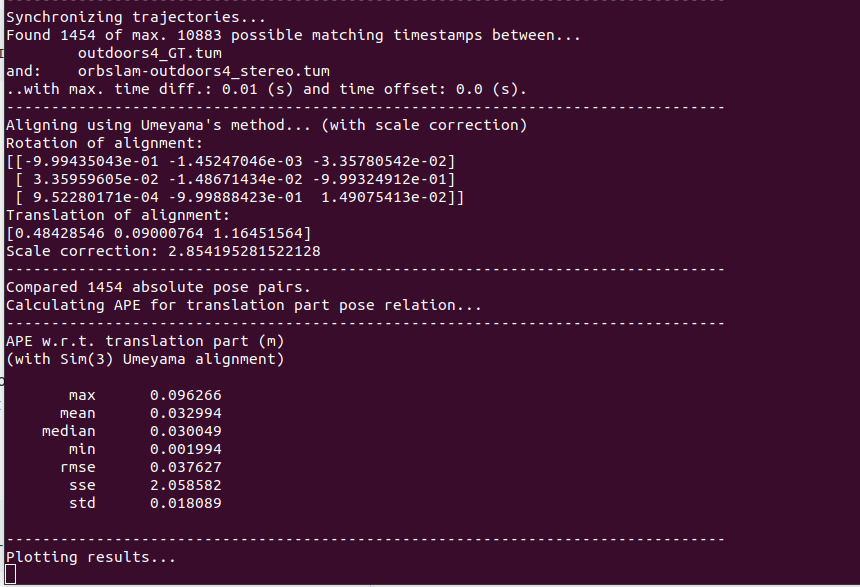 --------------------------------------------------------------------------------
Synchronizing trajectories...
Found 1454 of max. 10883 possible matching timestamps between...
        outdoors4_GT.tum
and:    orbslam-outdoors4_stereo.tum
..with max. time diff.: 0.01 (s) and time offset: 0.0 (s).
--------------------------------------------------------------------------------
Aligning using Umeyama's method... (with scale correction)
Rotation of alignment:
[[-9.99435043e-01 -1.45247046e-03 -3.35780542e-02]
 [ 3.35959605e-02 -1.48671434e-02 -9.99324912e-01]
 [ 9.52280171e-04 -9.99888423e-01  1.49075413e-02]]
Translation of alignment:
[0.48428546 0.09000764 1.16451564]
Scale correction: 2.854195281522128
--------------------------------------------------------------------------------
Compared 1454 absolute pose pairs.
Calculating APE for translation part pose relation...
--------------------------------------------------------------------------------
APE w.r.t. translation part (m)
(with Sim(3) Umeyama alignment)

       max      0.096266
      mean      0.032994
    median      0.030049
       min      0.001994
      rmse      0.037627
       sse      2.058582
       std      0.018089

--------------------------------------------------------------------------------
Plotting results...